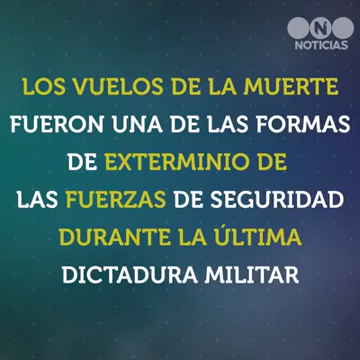 NOTICIAS
LOS VUELOS DE LA MUERTE
FUERON UNA DE LAS FORMAS
DE EXTERMINIO DE
LAS FUERZAS DE SEGURIDAD
DURANTE LA ÚLTIMA
DICTADURA MILITAR